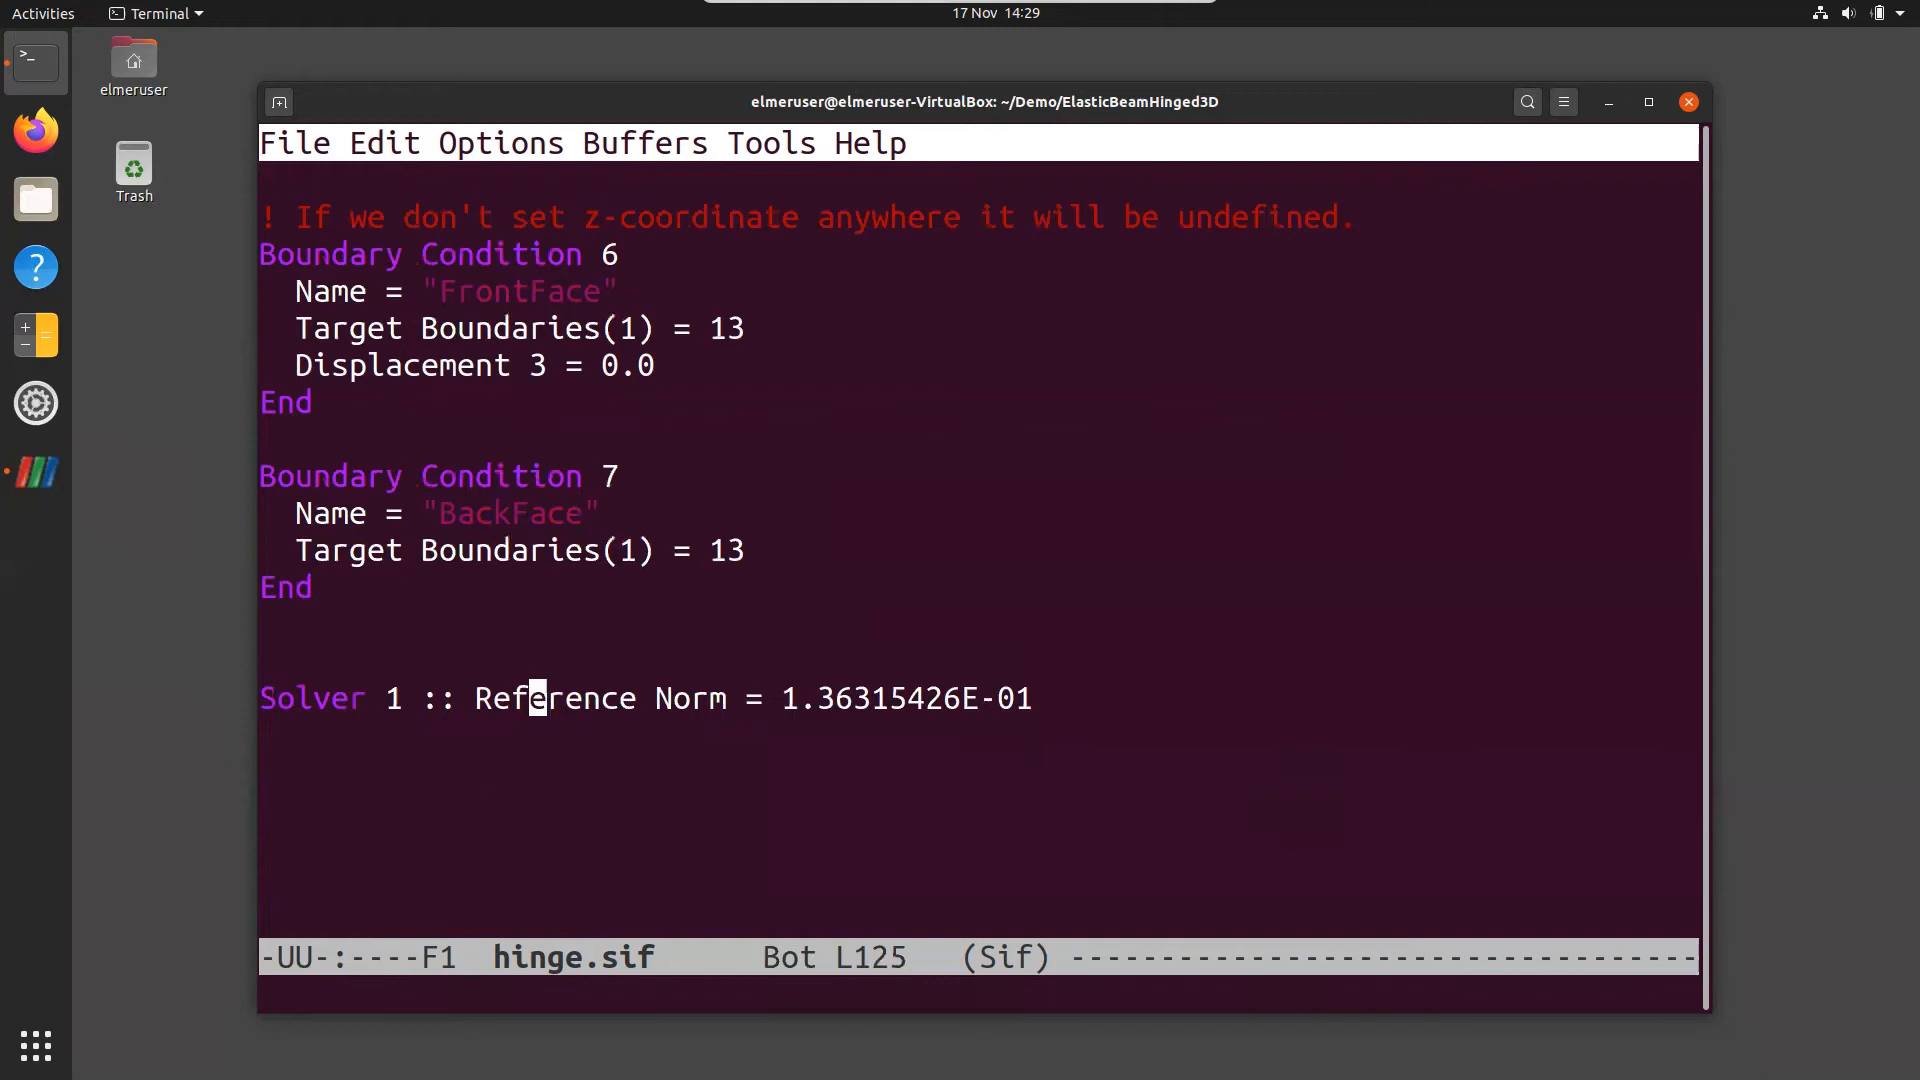 Activities
Terminal
17 Nov 14:29
elmeruser
Trash
elmeruser@elmeruser-VirtualBox: ~/Demo/ElasticBeamHinged3D
File Edit Options Buffers Tools Help
! If we don't set z-coordinate anywhere it will be undefined.
Boundary Condition 6
Name = "FrontFace"
Target Boundaries(1) = 13
Displacement 3 = 0.0
End
Boundary Condition 7
Name = "BackFace"
Target Boundaries(1) = 13
End
Solver 1 :: Reference Norm = 1.36315426E-01
-UU-:----F1 hinge.sif Bot L125 (Sif) -----------------------------------